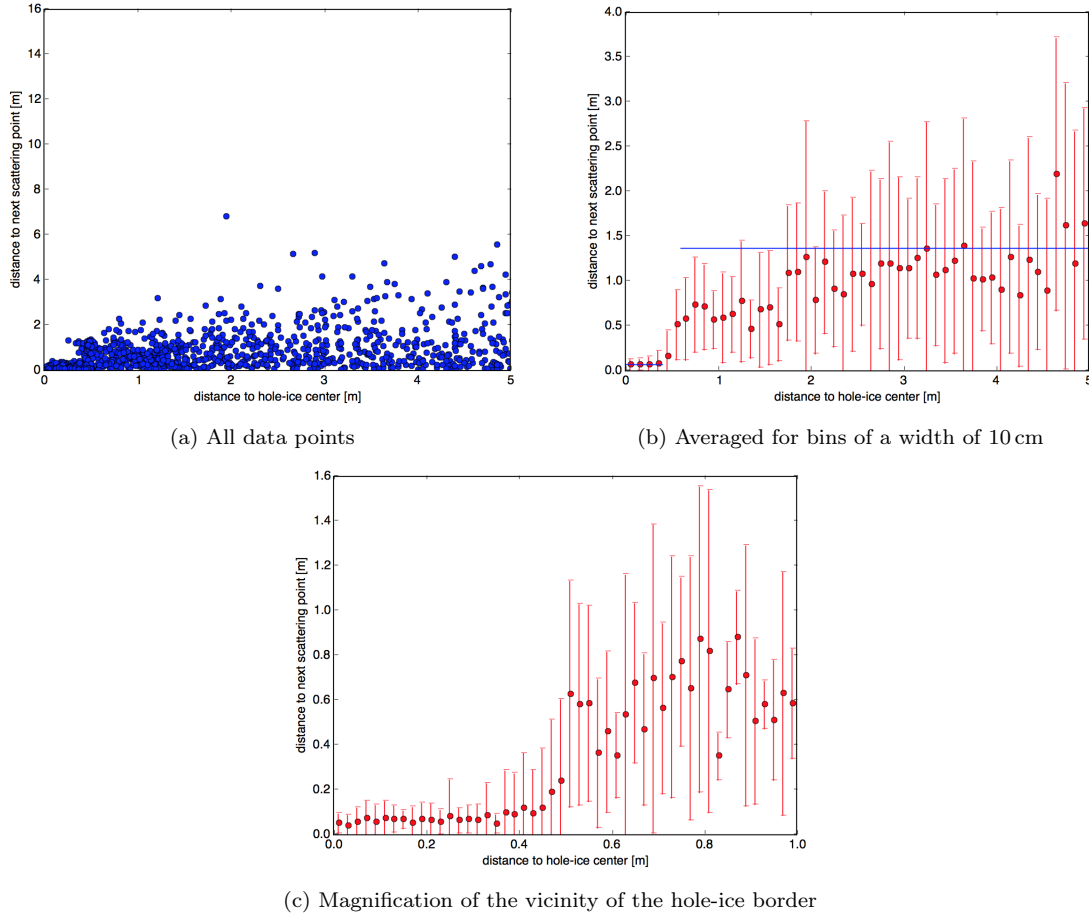 16
14
12
10
8
6
4
2
0
0 1 2 3 4 5
distance to next scattering point [m]
distance to hole-ice center [m]
(a) All data points
4.0
3.5
3.0
2.5
2.0
1.5
1.0
0.5
0.0
0 1 2 3 4 5
distance to next scattering point [m]
distance to hole-ice center [m]
(b) Averaged for bins of a width of 10 cm
1.6
1.4
1.2
1.0
0.8
0.6
0.4
0.2
0.0
0.0 0.2 0.4 0.6 0.8 1.0
distance to next scattering point [m]
distance to hole-ice center [m]
(c) Magnification of the vicinity of the hole-ice border